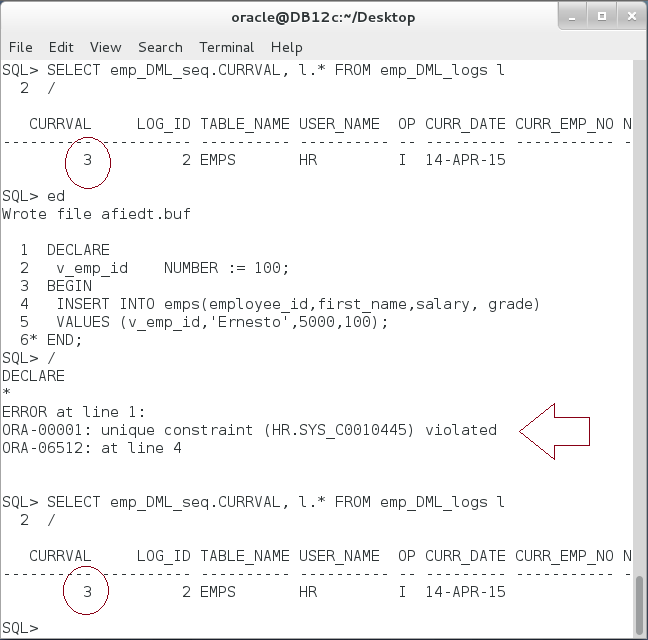 oracle@DB12c:~/Desktop
File Edit View Search Terminal Help
SQL> SELECT emp_DML_seq.CURRVAL, l.* FROM emp_DML_logs l
  2  /
   CURRVAL     LOG_ID TABLE_NAME USER_NAME  OP CURR_DATE CURR_EMP_NO N
---------- ---------- ---------- ---------- -- --------- ----------- -
         3          2 EMPS       HR         I  14-APR-15
SQL> ed
Wrote file afiedt.buf
  1  DECLARE
  2   v_emp_id    NUMBER := 100;
  3  BEGIN
  4   INSERT INTO emps(employee_id,first_name,salary, grade)
  5   VALUES (v_emp_id,'Ernesto',5000,100);
  6* END;
SQL> /
DECLARE
*
ERROR at line 1:
ORA-00001: unique constraint (HR.SYS_C0010445) violated
ORA-06512: at line 4
SQL> SELECT emp_DML_seq.CURRVAL, l.* FROM emp_DML_logs l
  2  /
   CURRVAL     LOG_ID TABLE_NAME USER_NAME  OP CURR_DATE CURR_EMP_NO N
---------- ---------- ---------- ---------- -- --------- ----------- -
         3          2 EMPS       HR         I  14-APR-15
SQL>